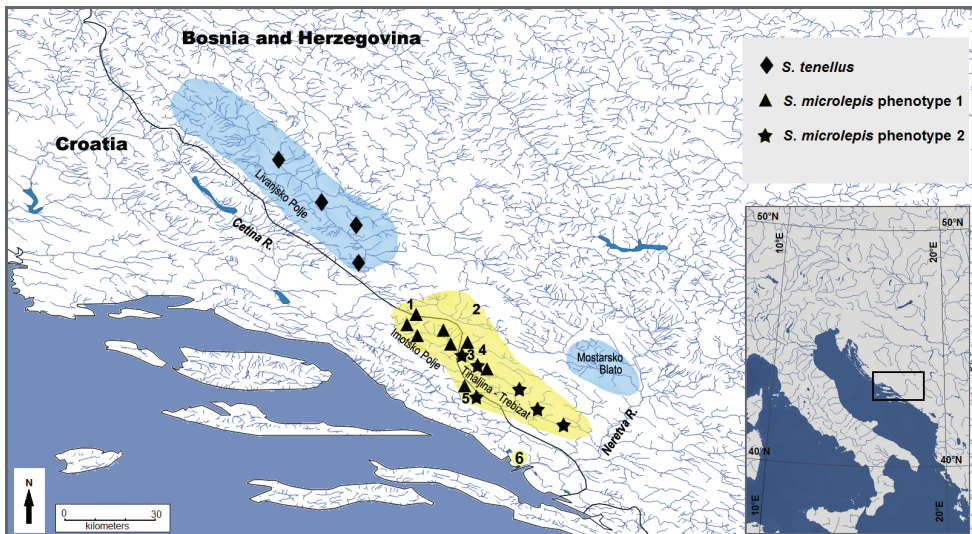 Bosnia and Herzegovina
Croatia
Livanjsko Polje
Cetina R.
1
2
Imotsko Polje
3
4
Tihaljina - Trebizat
5
6
Mostarsko
Blato
Neretva R.
N
0 30
kilometers
S. tenellus
S. microlepis phenotype 1
S. microlepis phenotype 2
50°N
50°N
10°E
20°E
40°N
40°N
10°E
20°E